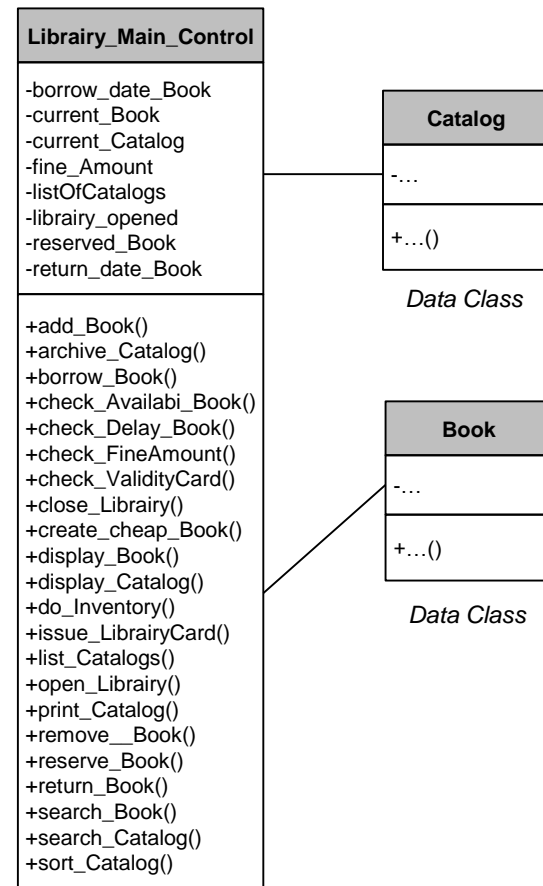 Librairy_Main_Control
-borrow_date_Book
-current_Book
-current_Catalog
-fine_Amount
-listOfCatalogs
-librairy_opened
-reserved_Book
-return_date_Book
+add_Book()
+archive_Catalog()
+borrow_Book()
+check_Availabi_Book()
+check_Delay_Book()
+check_FineAmount()
+check_ValidityCard()
+close_Librairy()
+create_cheap_Book()
+display_Book()
+display_Catalog()
+do_Inventory()
+issue_LibrairyCard()
+list_Catalogs()
+open_Librairy()
+print_Catalog()
+remove__Book()
+reserve_Book()
+return_Book()
+search_Book()
+search_Catalog()
+sort_Catalog()
Catalog
-…
+…()
Data Class
Book
-…
+…()
Data Class